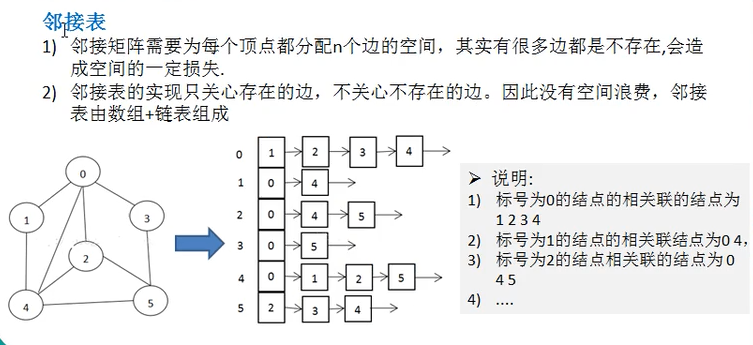 邻接表
1) 邻接矩阵需要为每个顶点都分配n个边的空间，其实有很多边都是不存在,会造
成空间的一定损失.
2) 邻接表的实现只关心存在的边，不关心不存在的边。因此没有空间浪费，邻接
表由数组+链表组成
0
1
3
2
4
5
0 1 2 3 4
1 0 4
2 0 4 5
3 0 5
4 0 1 2 5
5 2 3 4
➢ 说明:
1) 标号为0的结点的相关联的结点为
1 2 3 4
2) 标号为1的结点的相关联结点为0 4，
3) 标号为2的结点相关联的结点为 0
4 5
4) ....